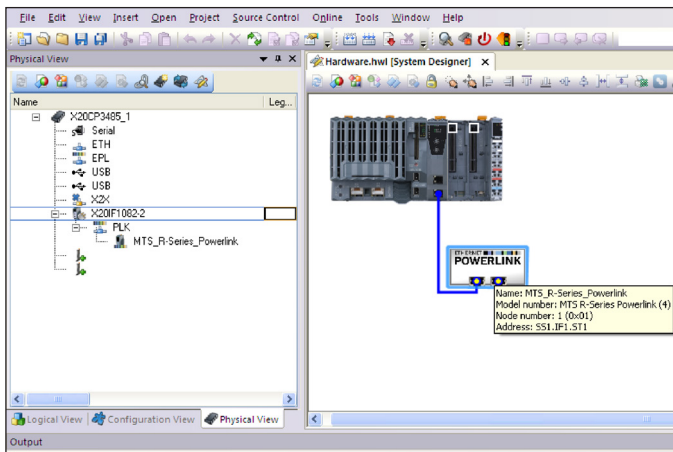 File Edit View Insert Open Project Source Control Online Tools Window Help
Physical View
Hardware.hwl [System Designer]
Name Leg...
X20CP3485_1
Serial
ETH
EPL
USB
USB
X2X
X20IF1082-2
PLK
MTS_R-Series_Powerlink
ETHERNET
POWERLINK
Name: MTS_R-Series_Powerlink
Model number: MTS R-Series Powerlink (4)
Node number: 1 (0x01)
Address: SS1.IF1.ST1
Logical View Configuration View Physical View
Output